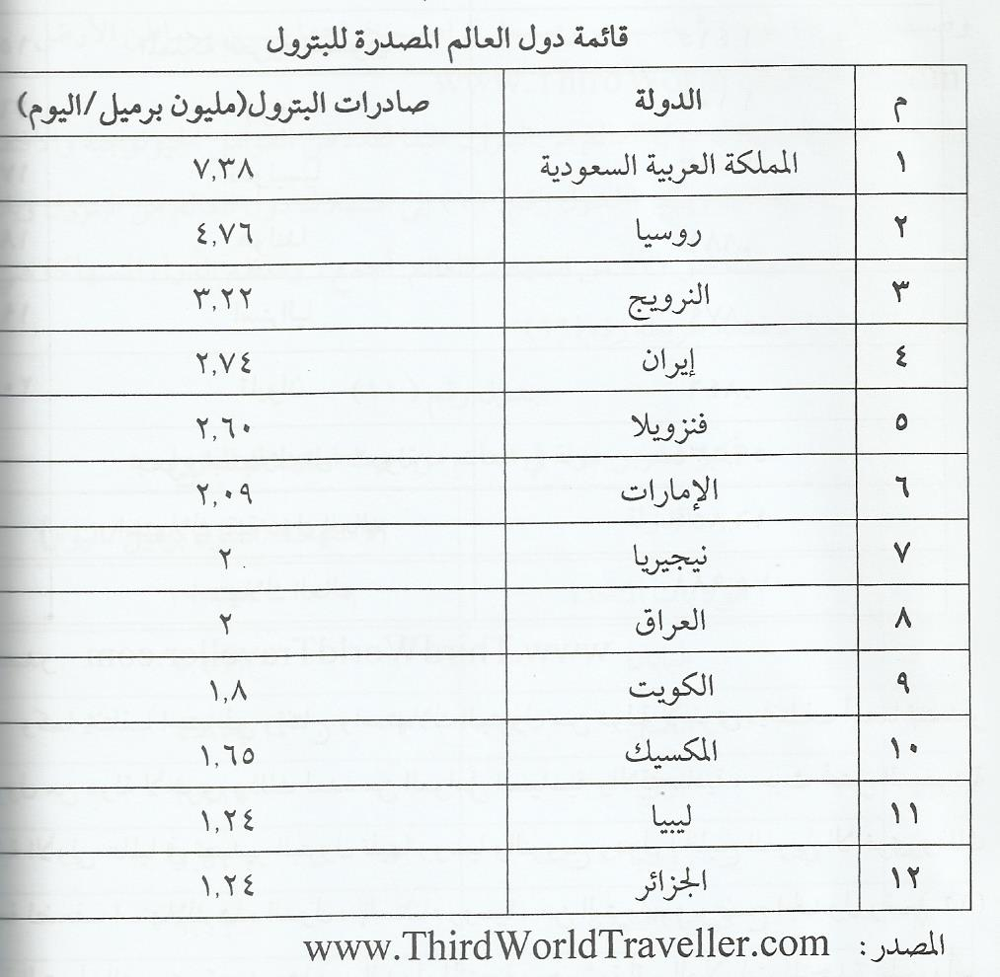 قائمة دول العالم المصدرة للبترول
م الدولة صادرات البترول(مليون برميل/اليوم)
١ المملكة العربية السعودية ٧,٣٨
٢ روسيا ٤,٧٦
٣ النرويج ٣,٢٢
٤ إيران ٢,٧٤
٥ فنزويلا ٢,٦٠
٦ الإمارات ٢,٠٩
٧ نيجيريا ٢
٨ العراق ٢
٩ الكويت ١,٨
١٠ المكسيك ١,٦٥
١١ ليبيا ١,٢٤
١٢ الجزائر ١,٢٤
المصدر: www.ThirdWorldTraveller.com